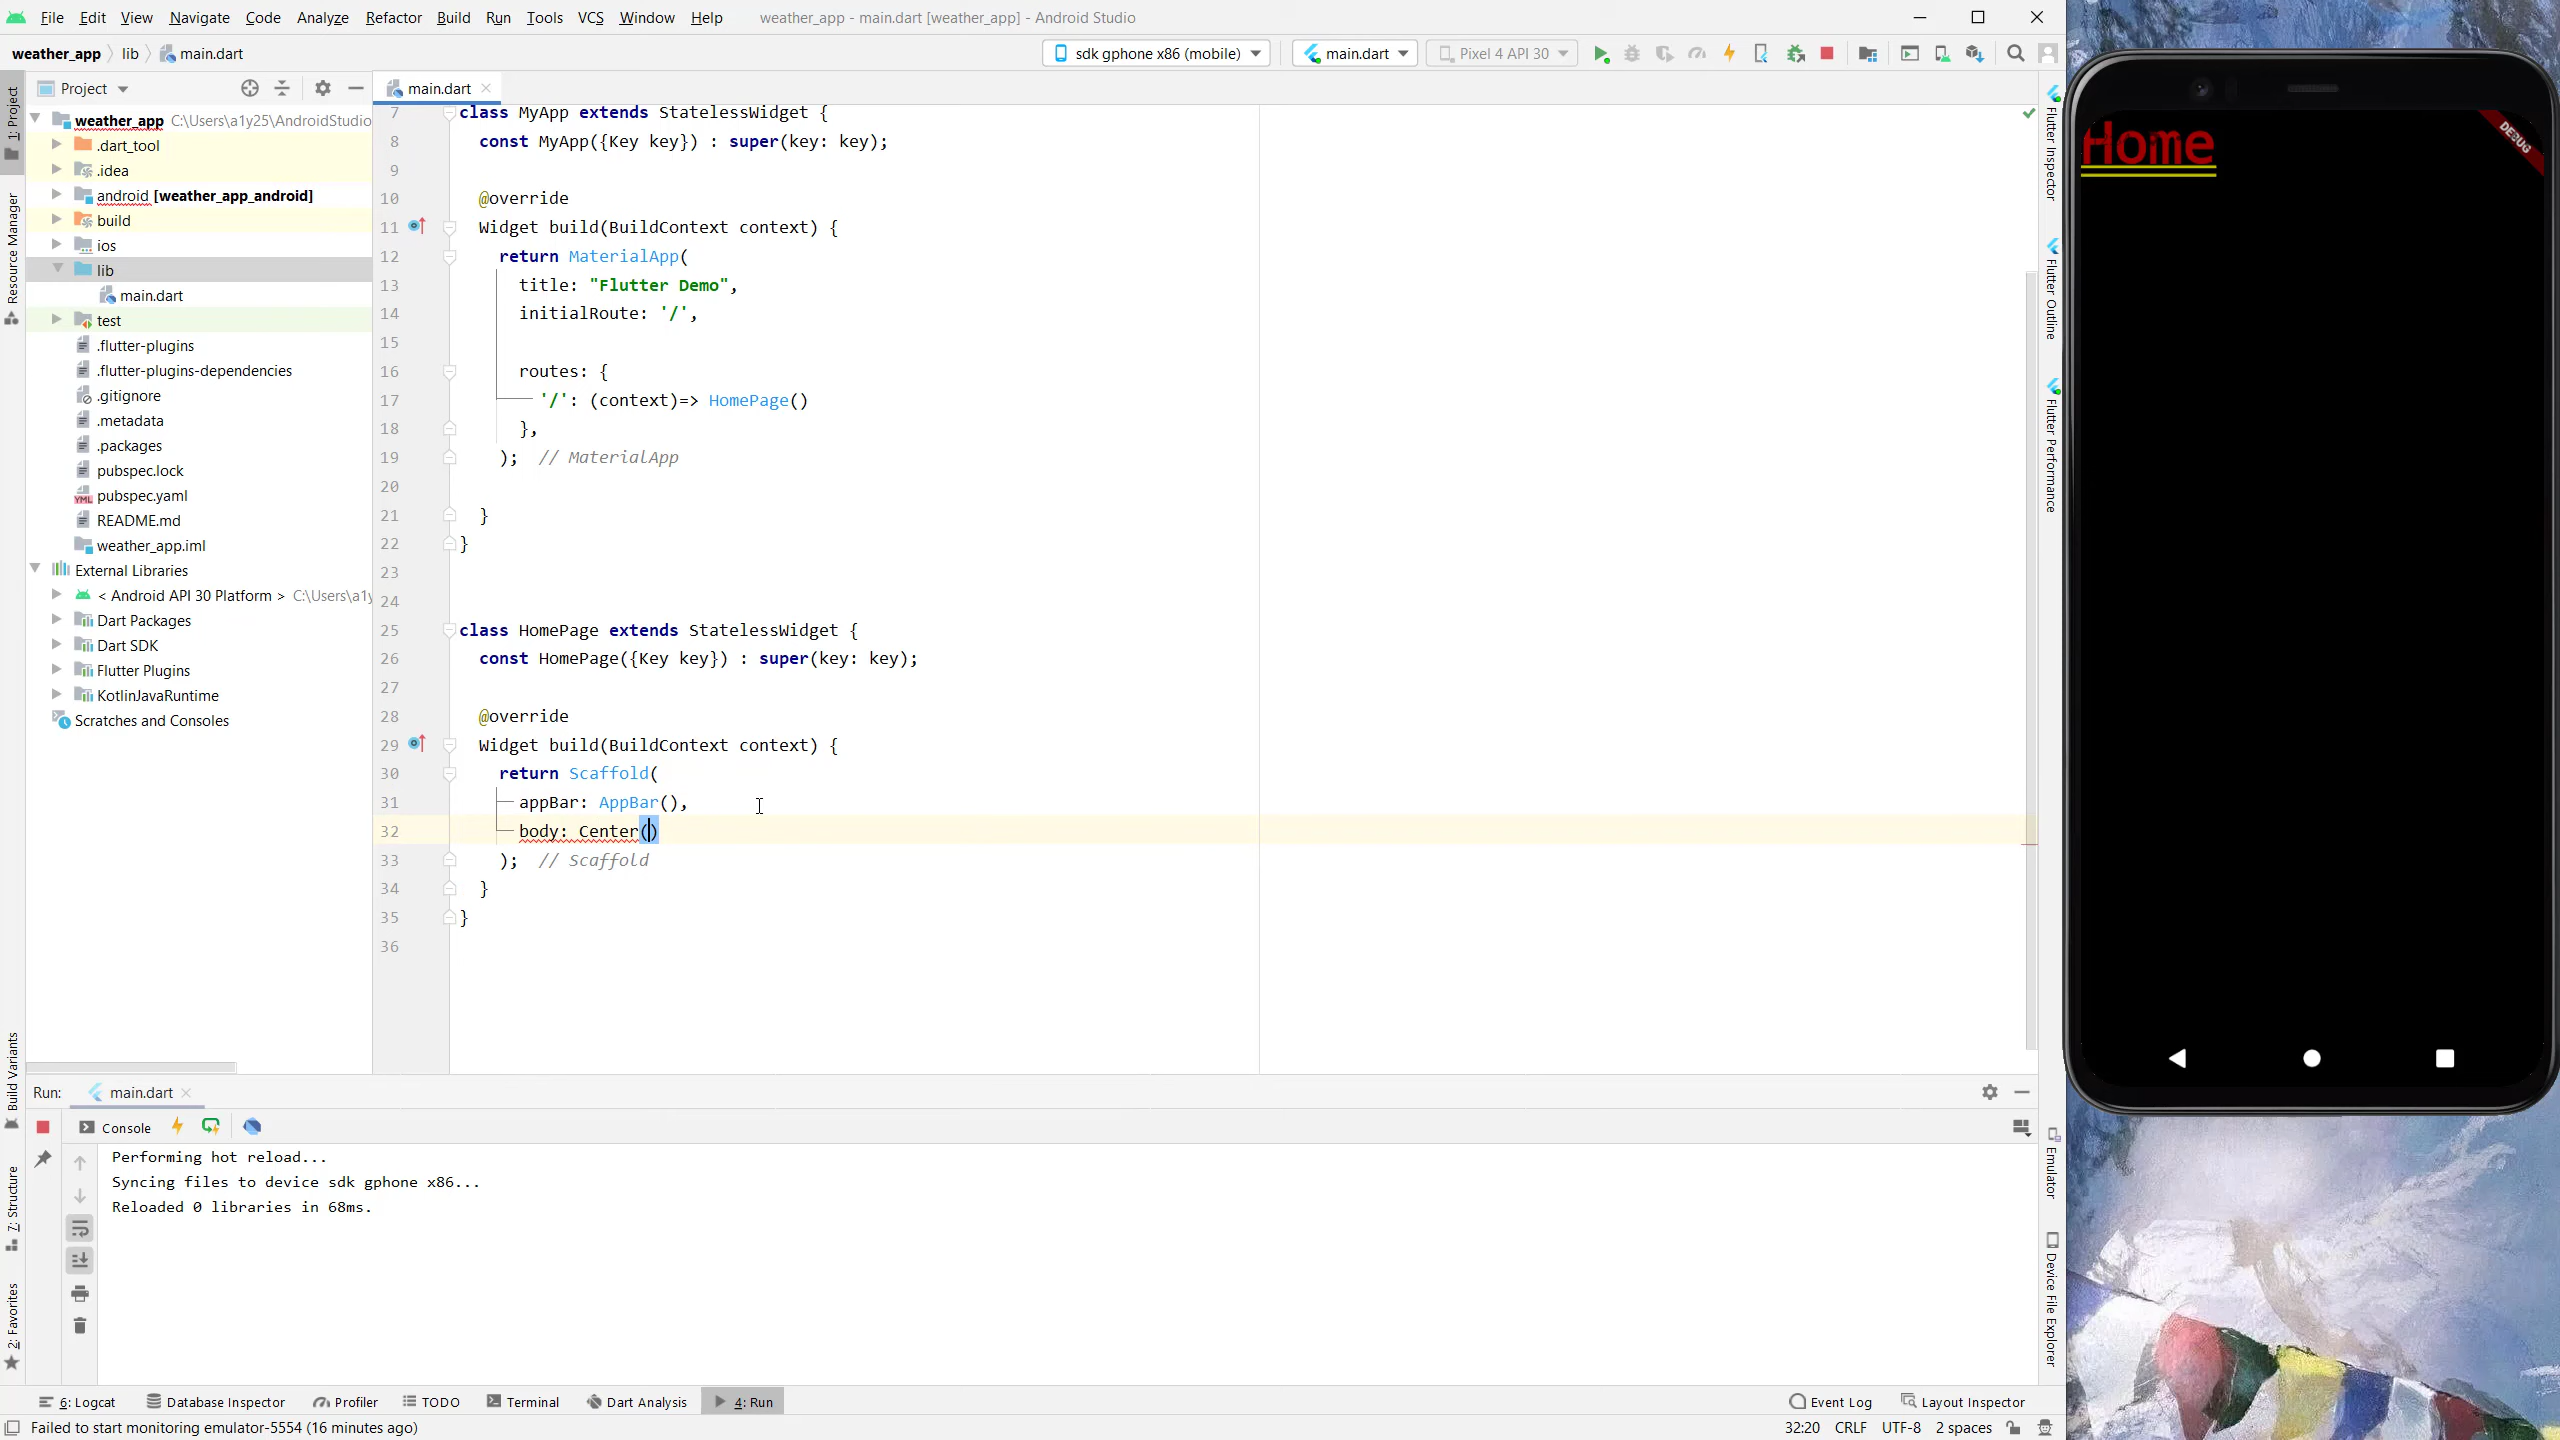 File Edit View Navigate Code Analyze Refactor Build Run Tools VCS Window Help weather_app - main.dart [weather_app] - Android Studio
weather_app lib main.dart sdk gphone x86 (mobile) main.dart Pixel 4 API 30
Project main.dart
weather_app C:\Users\a1y25\AndroidStudio
.dart_tool
.idea
android [weather_app_android]
build
ios
lib
main.dart
test
.flutter-plugins
.flutter-plugins-dependencies
.gitignore
.metadata
.packages
pubspec.lock
YML pubspec.yaml
README.md
weather_app.iml
External Libraries
< Android API 30 Platform > C:\Users\a1y
Dart Packages
Dart SDK
Flutter Plugins
KotlinJavaRuntime
Scratches and Consoles
1: Project
Resource Manager
Build Variants
7: Structure
2: Favorites
7 class MyApp extends StatelessWidget {
8 const MyApp({Key key}) : super(key: key);
9
10 @override
11 Widget build(BuildContext context) {
12 return MaterialApp(
13 title: "Flutter Demo",
14 initialRoute: '/',
15
16 routes: {
17 '/': (context)=> HomePage()
18 },
19 ); // MaterialApp
20
21 }
22 }
23
24
25 class HomePage extends StatelessWidget {
26 const HomePage({Key key}) : super(key: key);
27
28 @override
29 Widget build(BuildContext context) {
30 return Scaffold(
31 appBar: AppBar(),
32 body: Center()
33 ); // Scaffold
34 }
35 }
36
Flutter Inspector
Flutter Outline
Flutter Performance
Emulator
Device File Explorer
Home
DEBUG
Run: main.dart
Console
Performing hot reload...
Syncing files to device sdk gphone x86...
Reloaded 0 libraries in 68ms.
6: Logcat Database Inspector Profiler TODO Terminal Dart Analysis 4: Run Event Log Layout Inspector
Failed to start monitoring emulator-5554 (16 minutes ago) 32:20 CRLF UTF-8 2 spaces